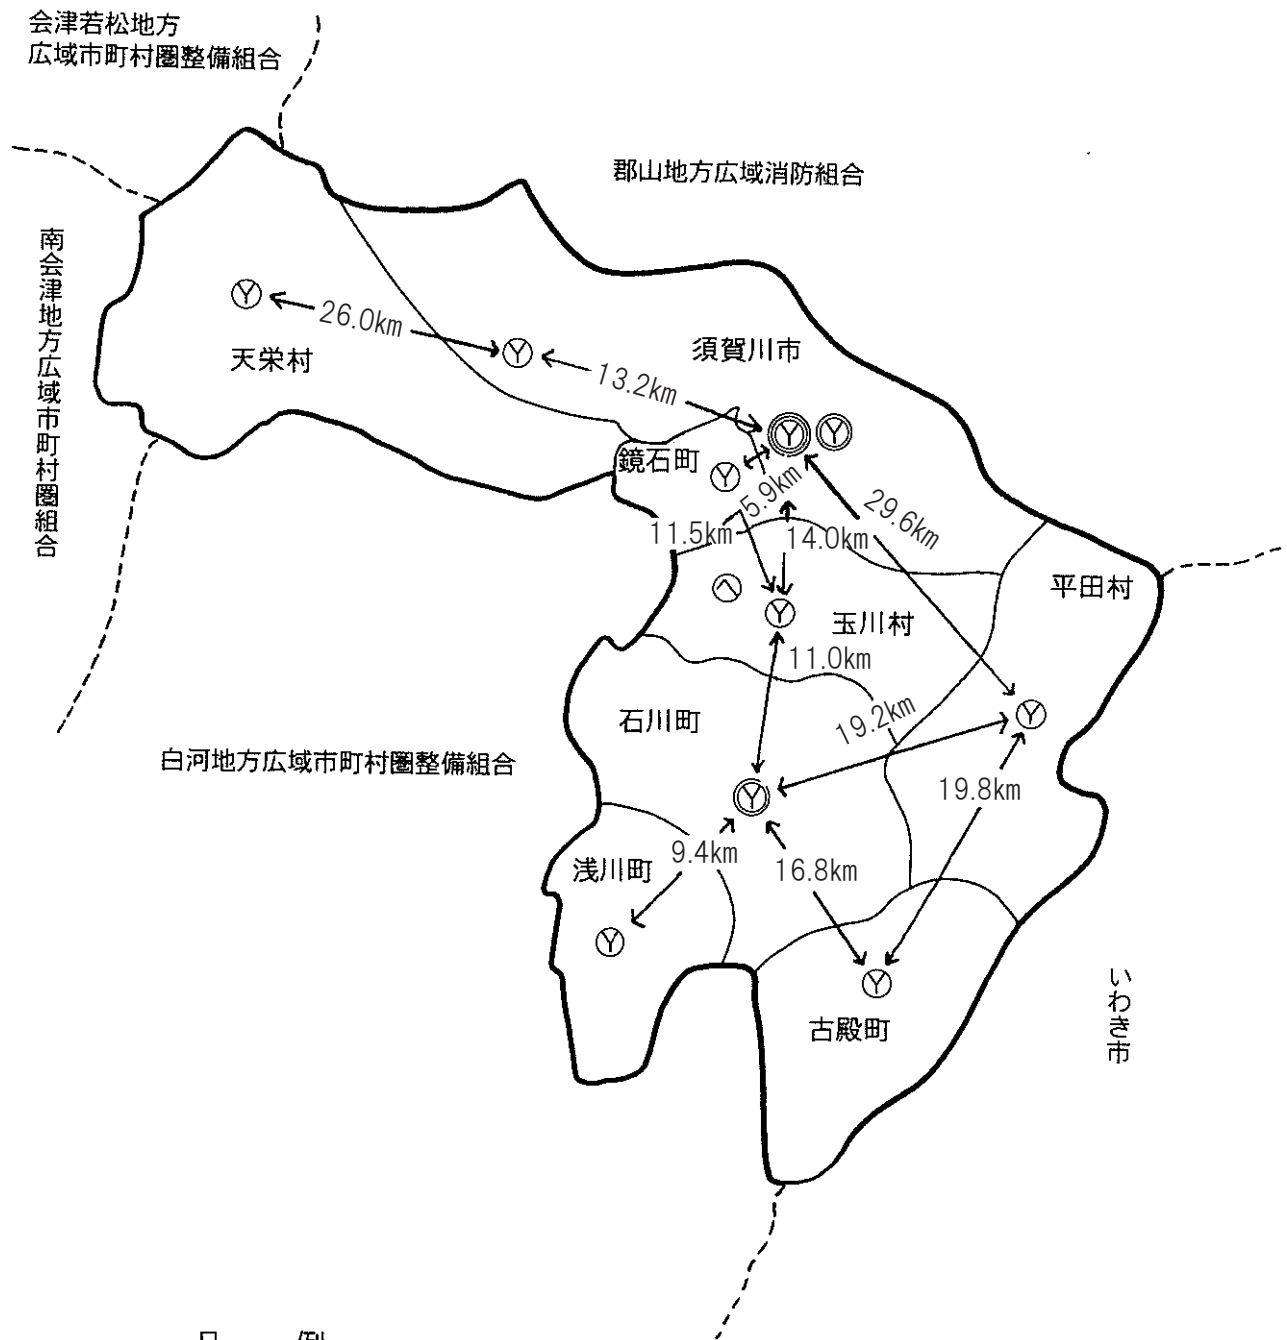 会津若松地方
広域市町村圏整備組合
郡山地方広域消防組合
南会津地方広域市町村圏組合
26.0km
天栄村
須賀川市
13.2km
鏡石町
5.9km
29.6km
11.5km
14.0km
平田村
玉川村
11.0km
石川町
19.2km
白河地方広域市町村圏整備組合
19.8km
9.4km
16.8km
浅川町
古殿町
いわき市